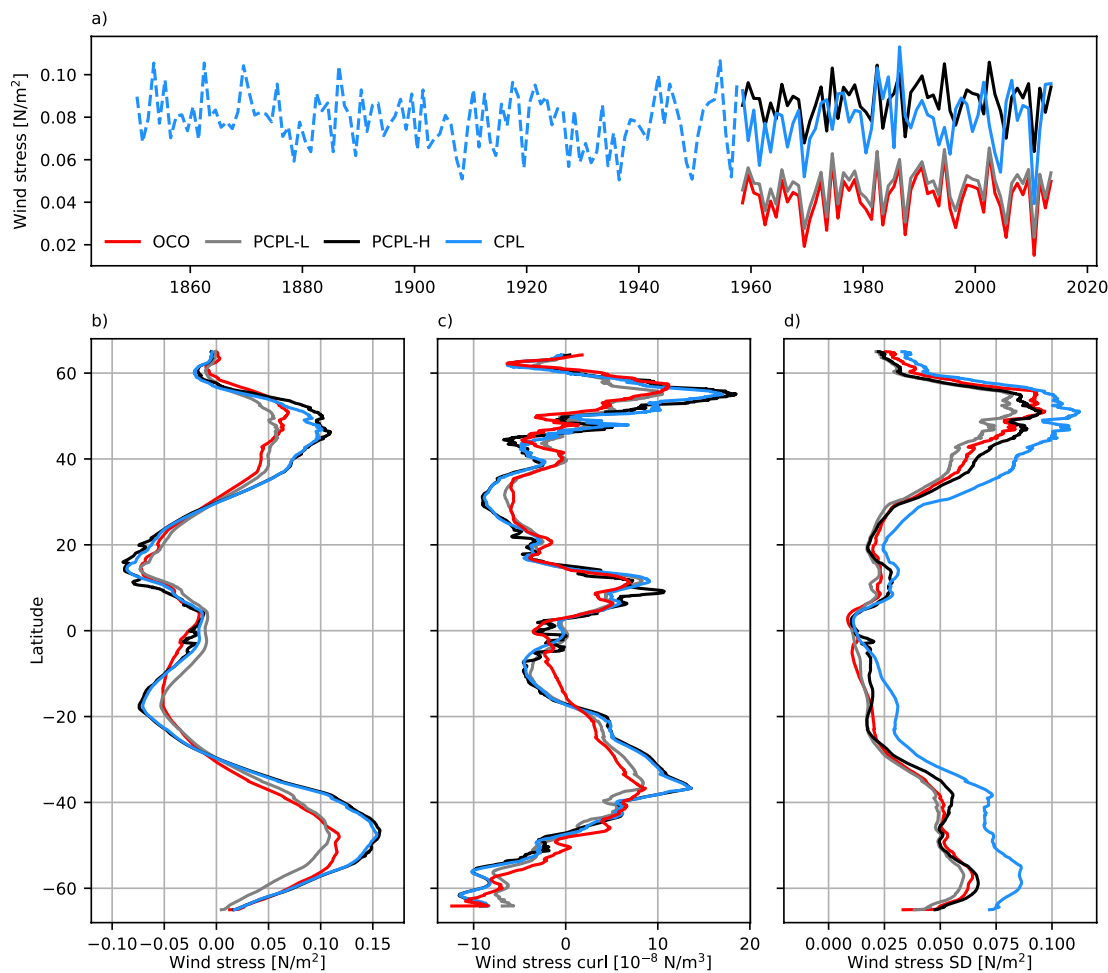 a)
Wind stress [N/m²]
0.10
0.08
0.06
0.04
0.02
OCO PCPL-L PCPL-H CPL
1860 1880 1900 1920 1940 1960 1980 2000 2020
b) c) d)
Latitude
60
40
20
0
−20
−40
−60
−0.10 −0.05 0.00 0.05 0.10 0.15
Wind stress [N/m²]
−10 0 10 20
Wind stress curl [10⁻⁸ N/m³]
0.000 0.025 0.050 0.075 0.100
Wind stress SD [N/m²]